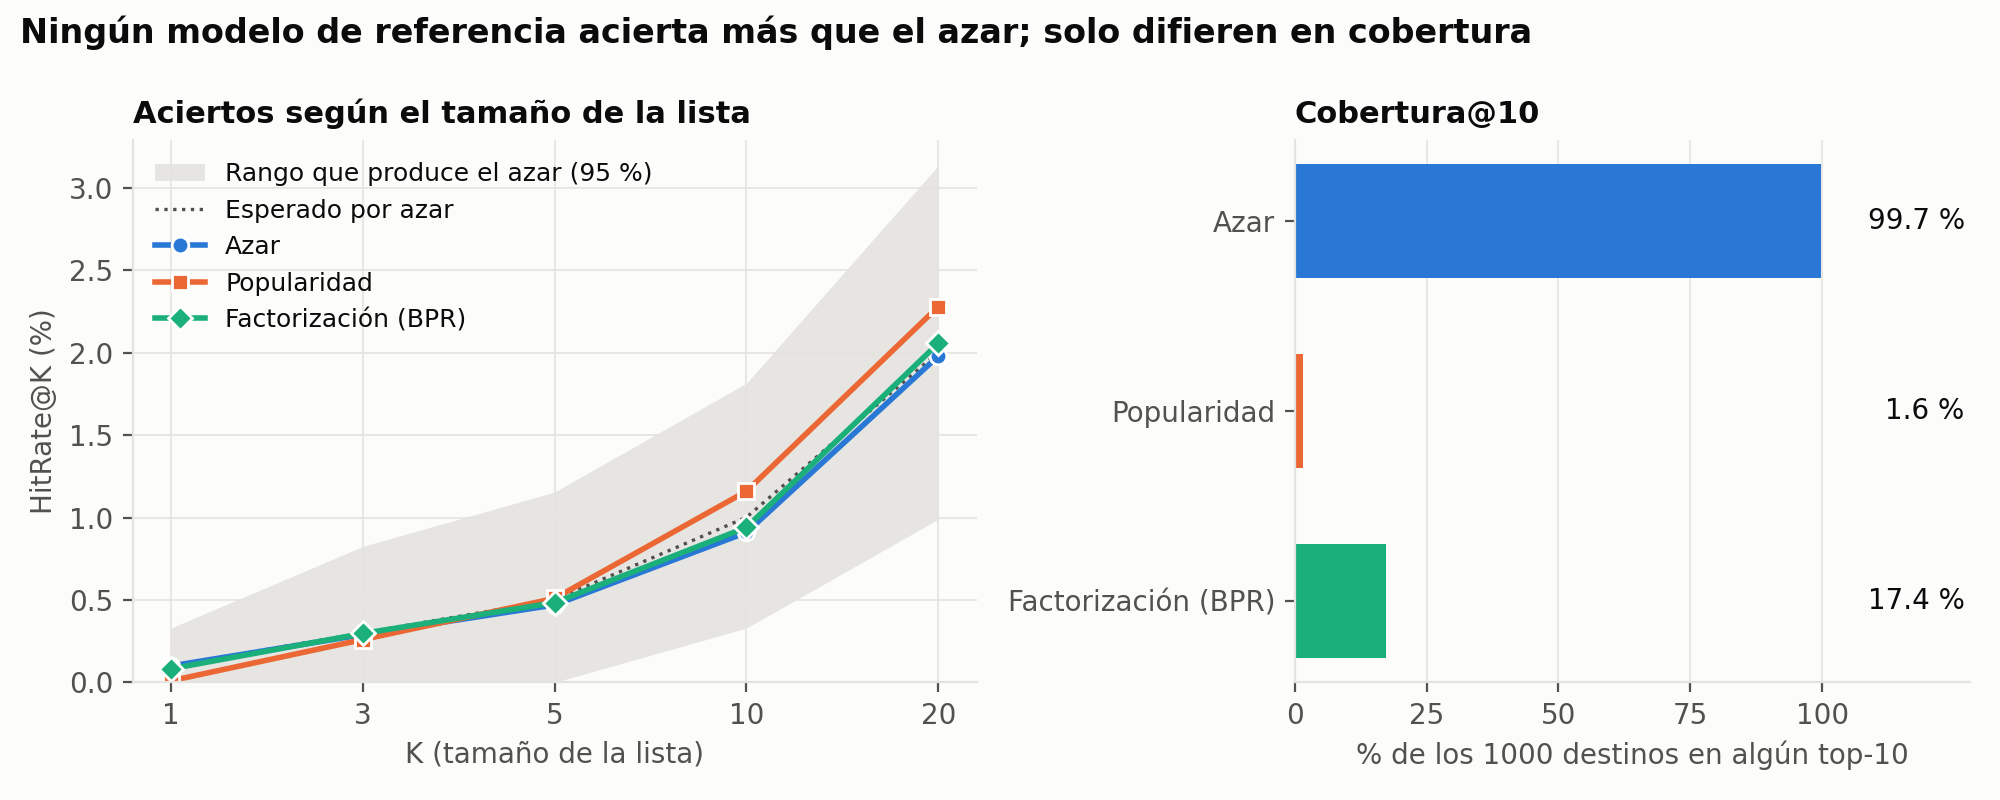 Ningún modelo de referencia acierta más que el azar; solo difieren en cobertura
Aciertos según el tamaño de la lista
Rango que produce el azar (95 %)
Esperado por azar
Azar
Popularidad
Factorización (BPR)
HitRate@K (%)
3.0
2.5
2.0
1.5
1.0
0.5
0.0
1 3 5 10 20
K (tamaño de la lista)
Cobertura@10
Azar 99.7 %
Popularidad 1.6 %
Factorización (BPR) 17.4 %
0 25 50 75 100
% de los 1000 destinos en algún top-10